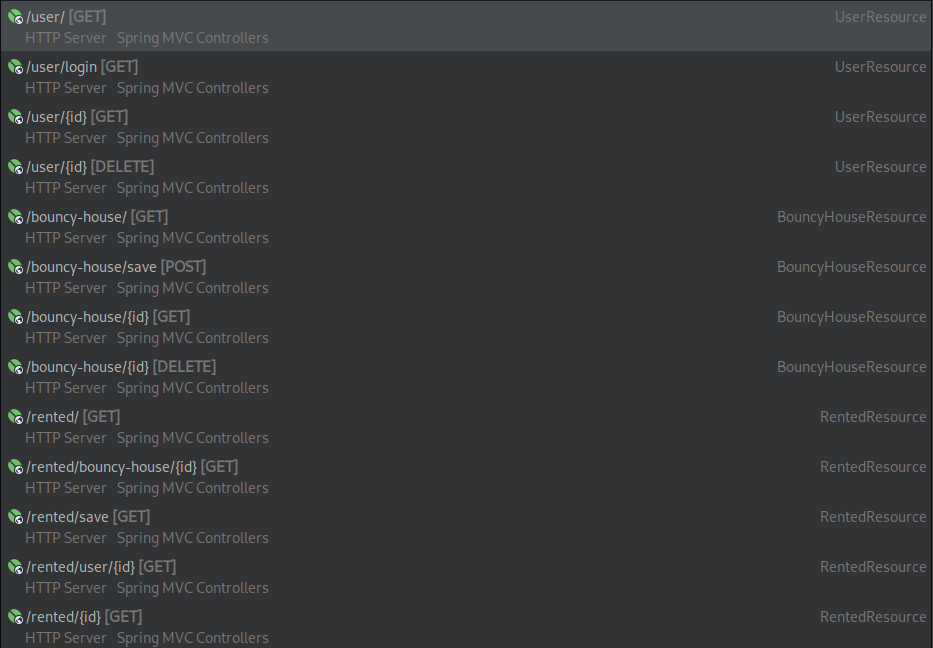 /user/ [GET] UserResource
HTTP Server Spring MVC Controllers
/user/login [GET] UserResource
HTTP Server Spring MVC Controllers
/user/{id} [GET] UserResource
HTTP Server Spring MVC Controllers
/user/{id} [DELETE] UserResource
HTTP Server Spring MVC Controllers
/bouncy-house/ [GET] BouncyHouseResource
HTTP Server Spring MVC Controllers
/bouncy-house/save [POST] BouncyHouseResource
HTTP Server Spring MVC Controllers
/bouncy-house/{id} [GET] BouncyHouseResource
HTTP Server Spring MVC Controllers
/bouncy-house/{id} [DELETE] BouncyHouseResource
HTTP Server Spring MVC Controllers
/rented/ [GET] RentedResource
HTTP Server Spring MVC Controllers
/rented/bouncy-house/{id} [GET] RentedResource
HTTP Server Spring MVC Controllers
/rented/save [GET] RentedResource
HTTP Server Spring MVC Controllers
/rented/user/{id} [GET] RentedResource
HTTP Server Spring MVC Controllers
/rented/{id} [GET] RentedResource
HTTP Server Spring MVC Controllers